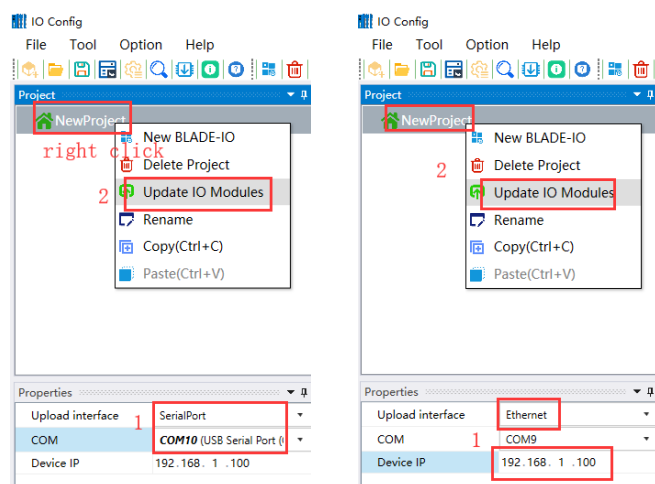 IO Config
File Tool Option Help
Project
NewProject
right click
New BLADE-IO
Delete Project
2
Update IO Modules
Rename
Copy(Ctrl+C)
Paste(Ctrl+V)
Properties
Upload interface SerialPort
1
COM COM10 (USB Serial Port (
Device IP 192.168. 1 .100
IO Config
File Tool Option Help
Project
NewProject
New BLADE-IO
Delete Project
2
Update IO Modules
Rename
Copy(Ctrl+C)
Paste(Ctrl+V)
Properties
Upload interface Ethernet
COM 1 COM9
Device IP 192.168. 1 .100